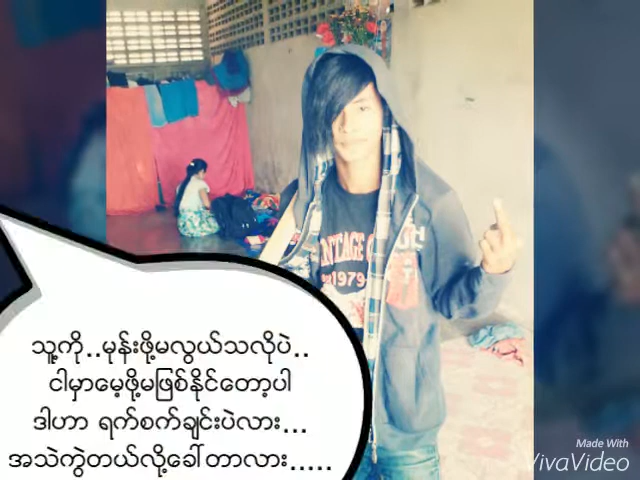 သူ့ကို..မုန်းဖို့မလွယ်သလိုပဲ..
ငါမှာမေ့ဖို့မဖြစ်နိုင်တော့ပါ
ဒါဟာ ရက်စက်ချင်းပဲလား...
အသဲကွဲတယ်လို့ခေါ်တာလား.....
1979
Made With
VivaVideo